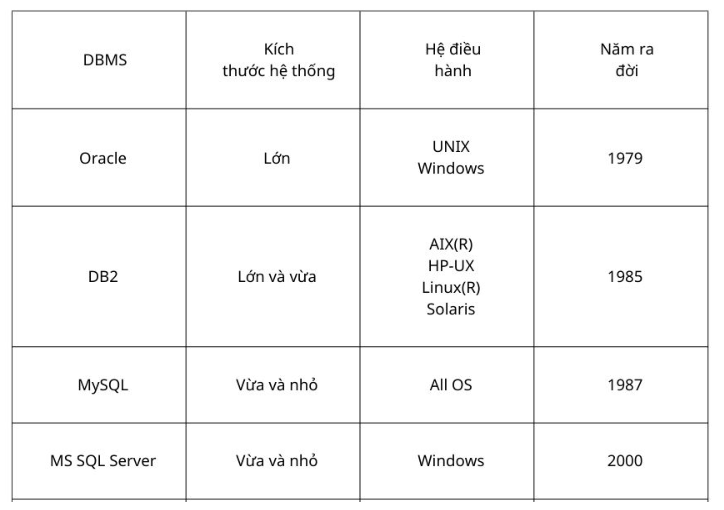 DBMS
Kích
thước hệ thống
Hệ điều
hành
Năm ra
đời
Oracle
Lớn
UNIX
Windows
1979
DB2
Lớn và vừa
AIX(R)
HP-UX
Linux(R)
Solaris
1985
MySQL
Vừa và nhỏ
All OS
1987
MS SQL Server
Vừa và nhỏ
Windows
2000